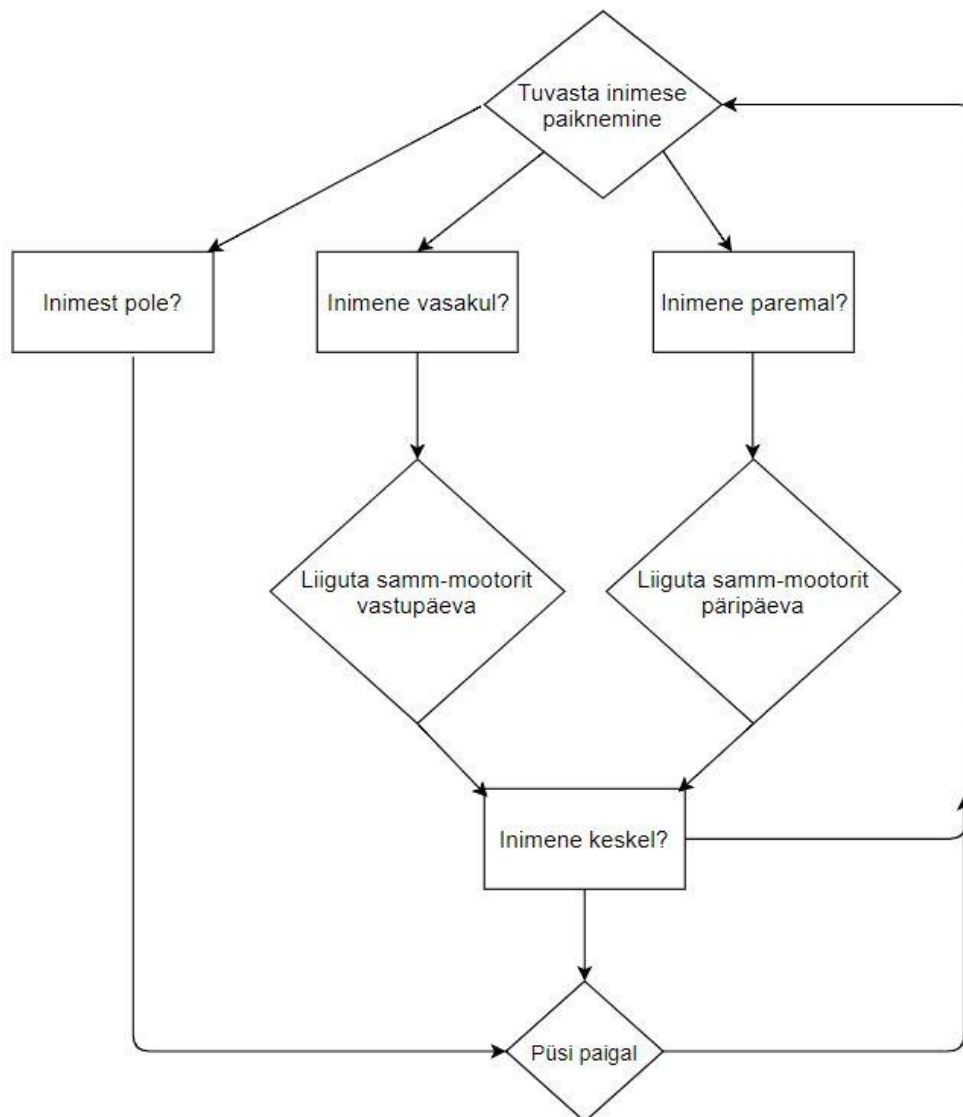 Tuvasta inimese
paiknemine
Inimest pole?
Inimene vasakul?
Inimene paremal?
Liiguta samm-mootorit
vastupäeva
Liiguta samm-mootorit
päripäeva
Inimene keskel?
Püsi paigal